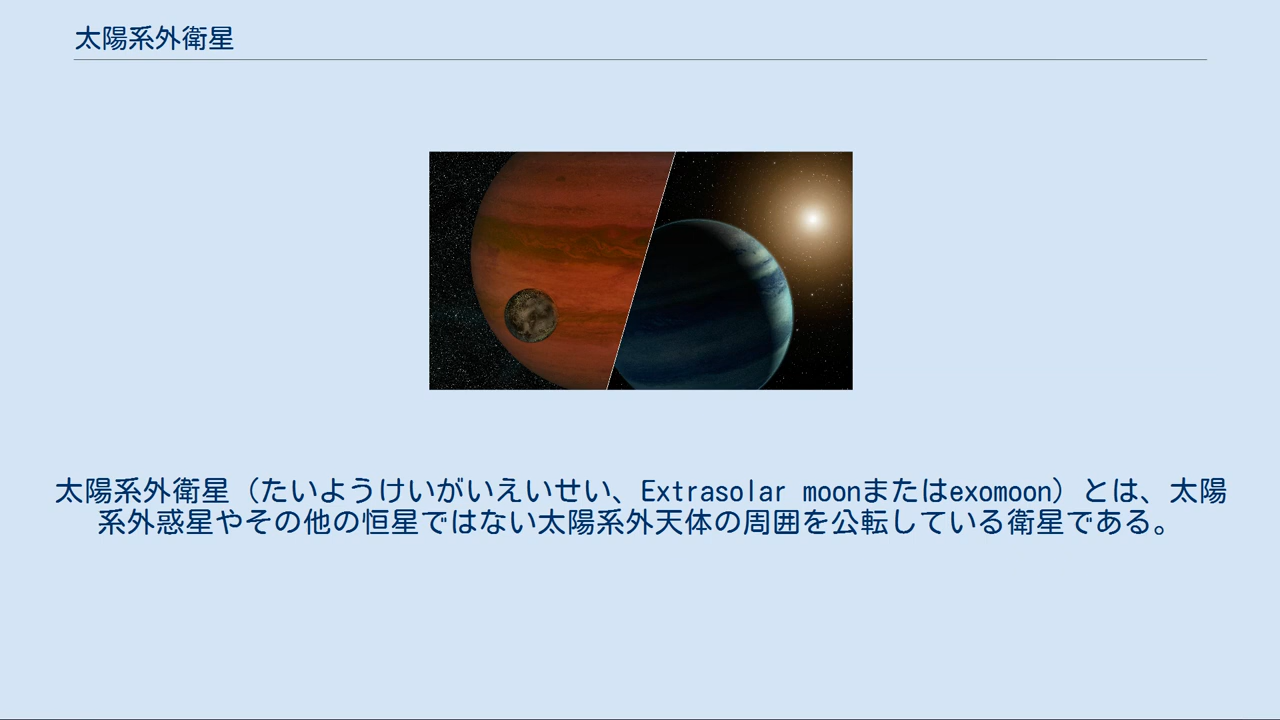 太陽系外衛星
太陽系外衛星（たいようけいがいえいせい、Extrasolar moonまたはexomoon）とは、太陽
系外惑星やその他の恒星ではない太陽系外天体の周囲を公転している衛星である。